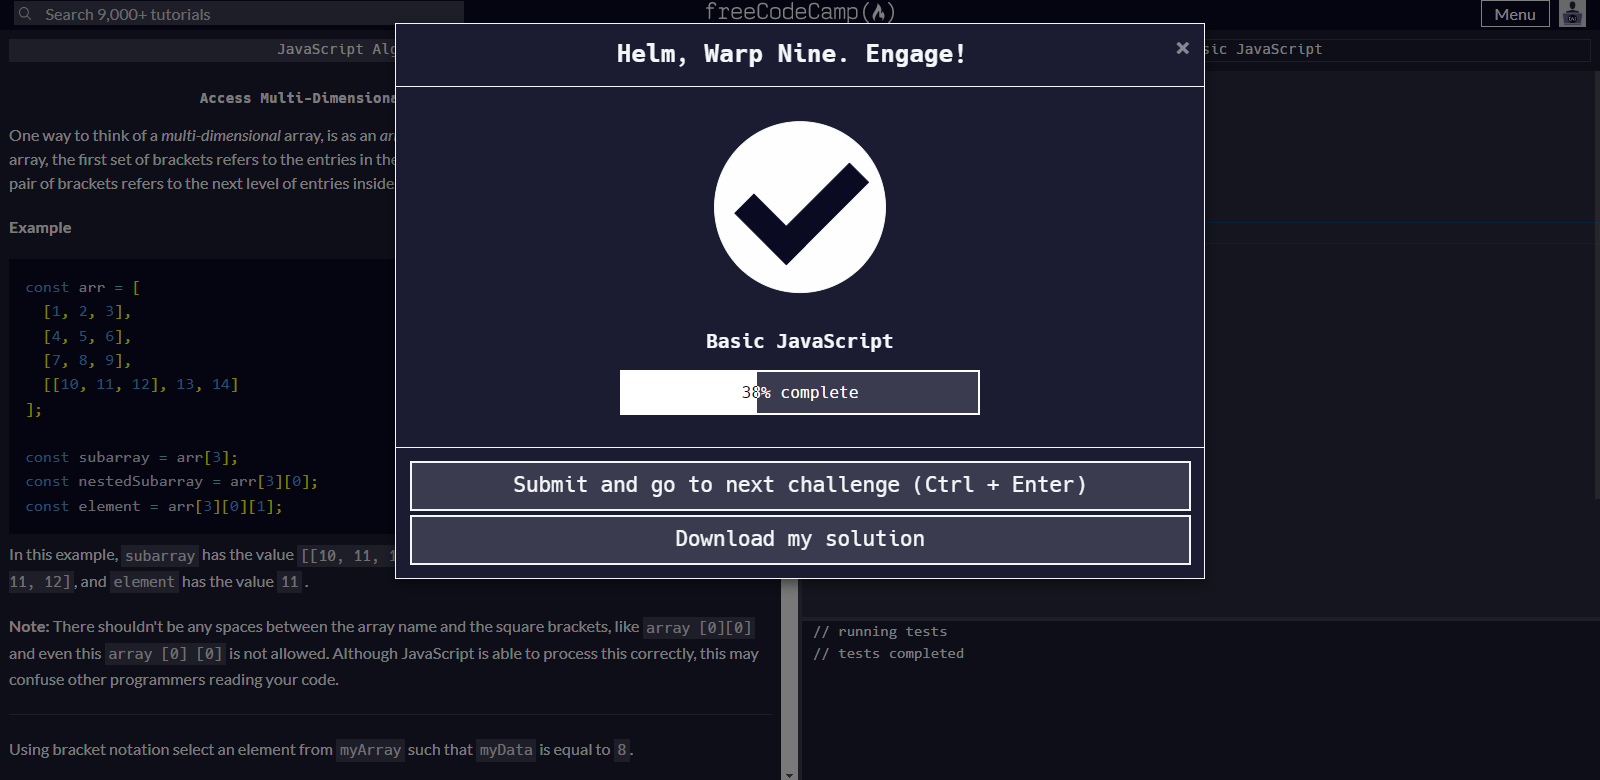 Search 9,000+ tutorials
freeCodeCamp
Menu
JavaScript Alg
sic JavaScript
Helm, Warp Nine. Engage!
×
Access Multi-Dimensiona
One way to think of a multi-dimensional array, is as an ar
array, the first set of brackets refers to the entries in the
pair of brackets refers to the next level of entries inside
Example
const arr = [
[1, 2, 3],
[4, 5, 6],
[7, 8, 9],
[[10, 11, 12], 13, 14]
];
const subarray = arr[3];
const nestedSubarray = arr[3][0];
const element = arr[3][0][1];
Basic JavaScript
38% complete
Submit and go to next challenge (Ctrl + Enter)
Download my solution
In this example, subarray has the value [[10, 11, 1
11, 12], and element has the value 11 .
Note: There shouldn't be any spaces between the array name and the square brackets, like array [0][0]
and even this array [0] [0] is not allowed. Although JavaScript is able to process this correctly, this may
confuse other programmers reading your code.
Using bracket notation select an element from myArray such that myData is equal to 8.
// running tests
// tests completed